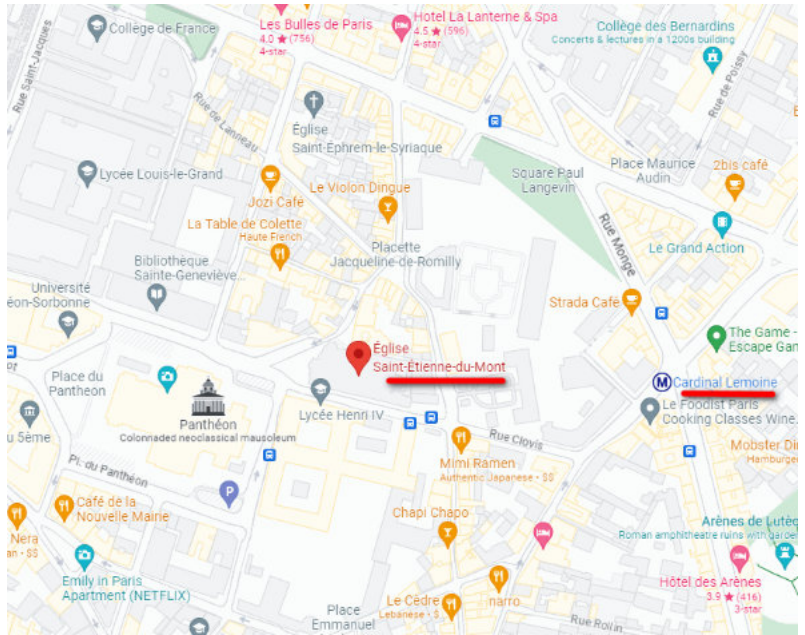 Les Bulles de Paris
4.0 ★ (756)
4-star
Hotel La Lanterne & Spa
4.5 ★ (596)
4-star
Collège de France
Collège des Bernardins
Concerts & lectures in a 1200s building
Rue Saint-Jacques
Rue de Poissy
Rue de Lanneau
Église
Saint-Ephrem-le-Syriaque
Lycée Louis-le-Grand
Jozi Café
Le Violon Dingue
Square Paul
Langevin
Place Maurice
Audin
2bis café
La Table de Colette
Haute French
Placette
Jacqueline-de-Romilly
Rue Monge
Le Grand Action
Bibliothèque
Sainte-Geneviève...
Université
éon-Sorbonne
Strada Café
The Game -
Escape Gan
Église
Saint-Étienne-du-Mont
M Cardinal Lemoine
Place du
Pantheon
Lycée Henri IV
Le Foodist Paris
Cooking Classes Wine...
Panthéon
Colonnaded neoclassical mausoleum
u 5ème
Rue Clovis
Mobster Di
Hamburger
Mimi Ramen
Authentic Japanese • $$
Pl. du Panthéon
P
Café de la
Nouvelle Mairie
Chapi Chapo
Arènes de Lutèc
Roman amphitheatre ruins with garde
Nera
an • $$
Emily in Paris
Apartment (NETFLIX)
Hôtel des Arènes
3.9 ★ (416)
3-star
Le Cèdre
Lebanese • $
narro
Place
Emmanuel
Rue Rollin